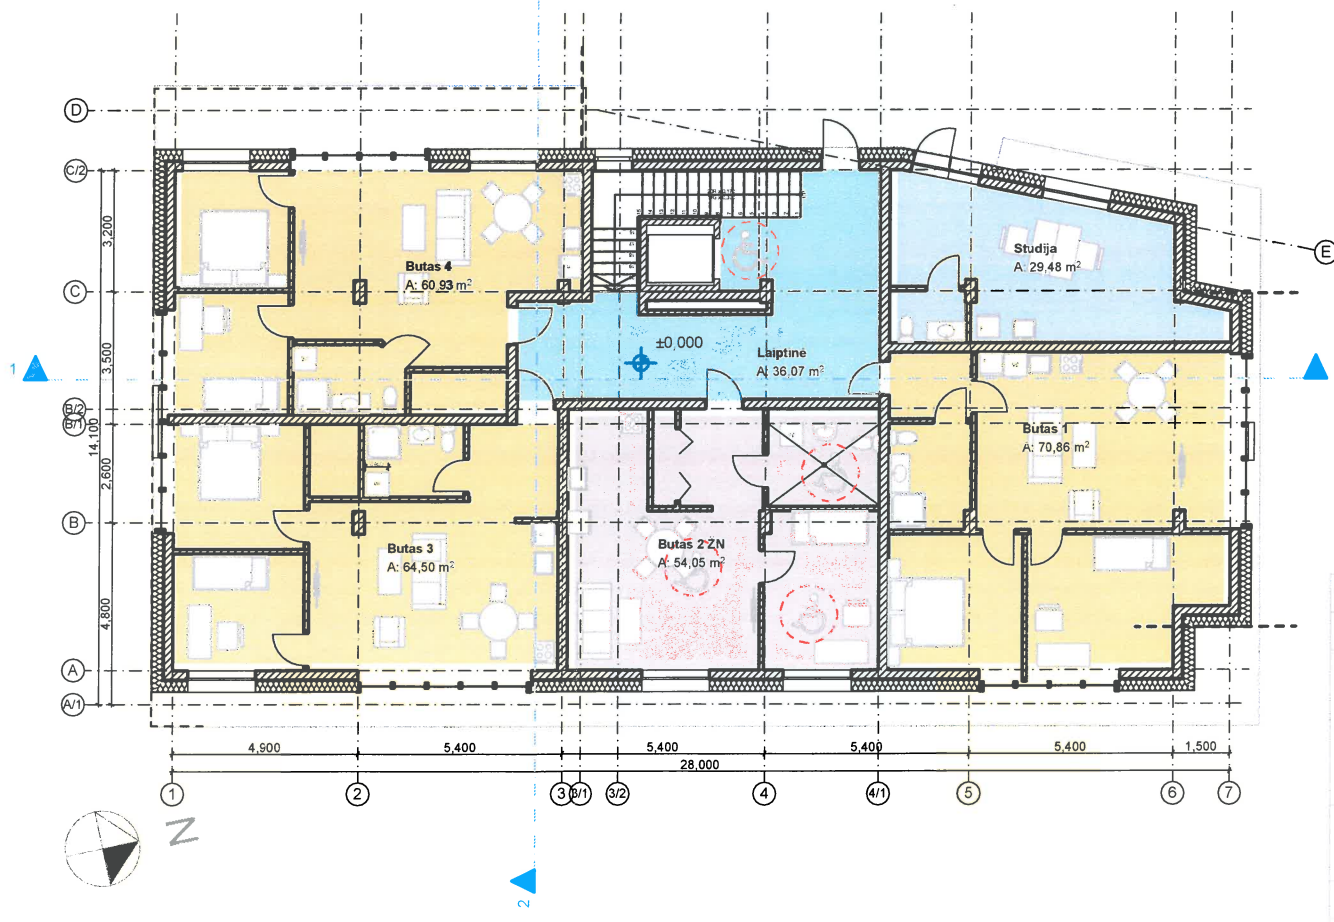 D
C/2
3,200
E
Studija
A: 29,48 m²
Butas 4
A: 60,93 m²
C
±0,000
3,500
Laiptinė
A: 36,07 m²
1
B/2
B/1
14,100
Butas 1
A: 70,86 m²
2,600
B
Butas 3
A: 64,50 m²
Butas 2 ŽN
A: 54,05 m²
4,800
A
A/1
4,900
5,400
5,400
5,400
5,400
1,500
28,000
1
2
3
3/1
3/2
4
4/1
5
6
7
N
2